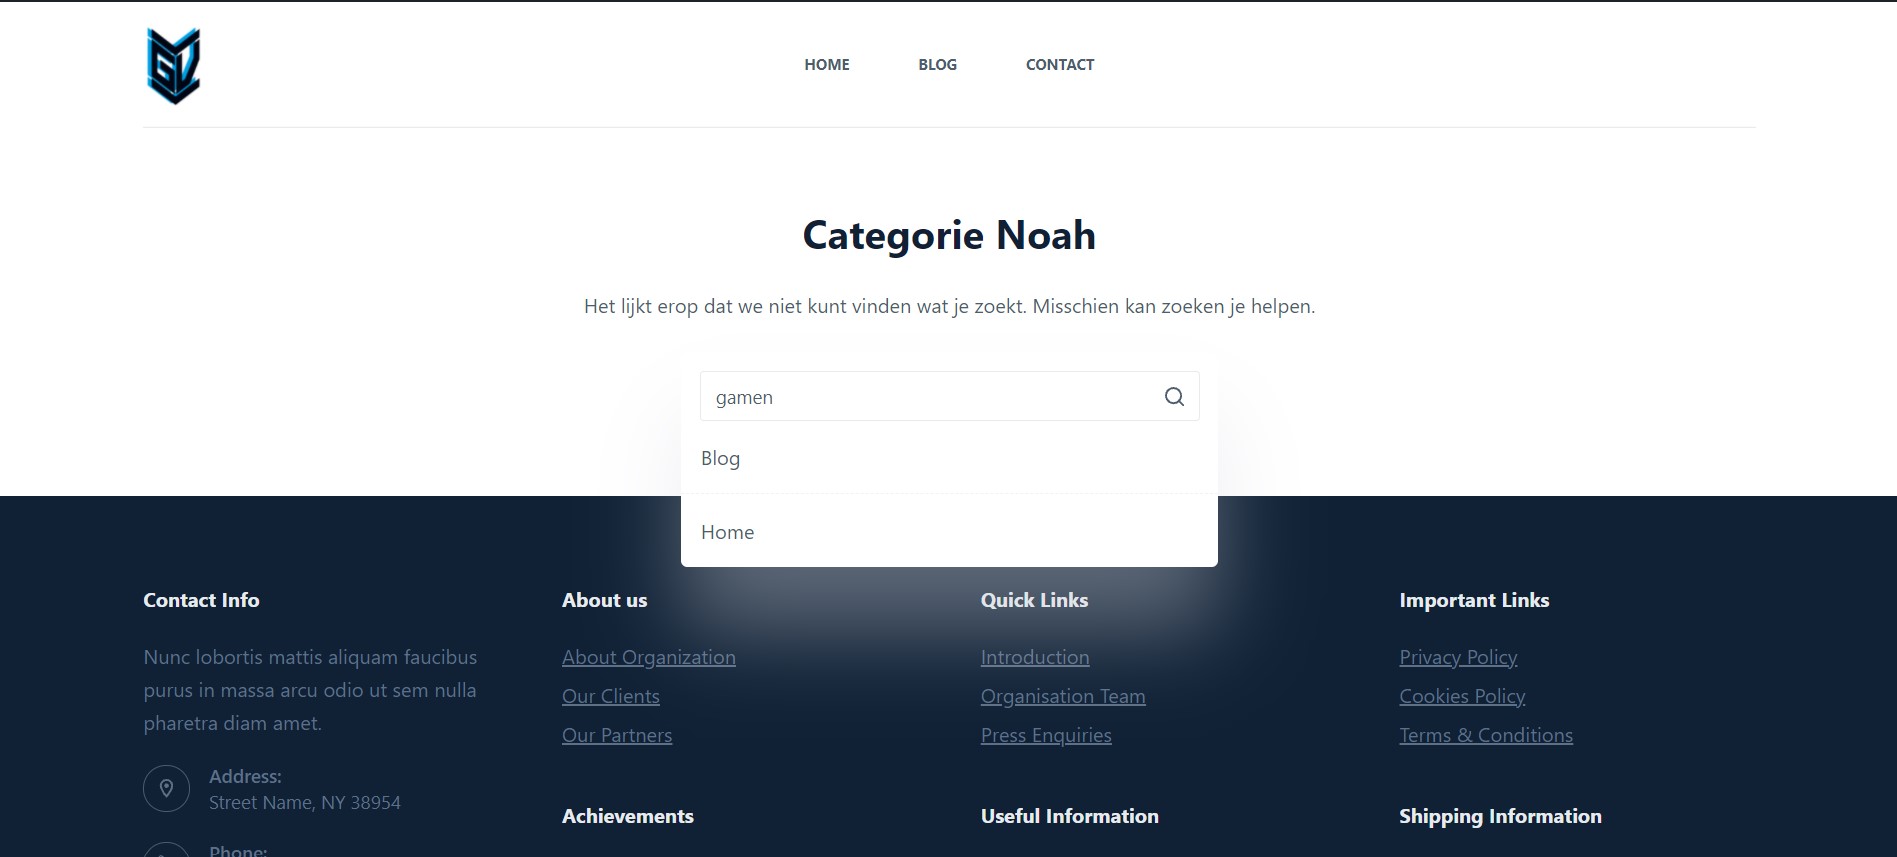 GV
HOME
BLOG
CONTACT
Categorie Noah
Het lijkt erop dat we niet kunt vinden wat je zoekt. Misschien kan zoeken je helpen.
gamen
Blog
Home
Contact Info
Nunc lobortis mattis aliquam faucibus
purus in massa arcu odio ut sem nulla
pharetra diam amet.
Address:
Street Name, NY 38954
Phone:
About us
About Organization
Our Clients
Our Partners
Achievements
Quick Links
Introduction
Organisation Team
Press Enquiries
Useful Information
Important Links
Privacy Policy
Cookies Policy
Terms & Conditions
Shipping Information